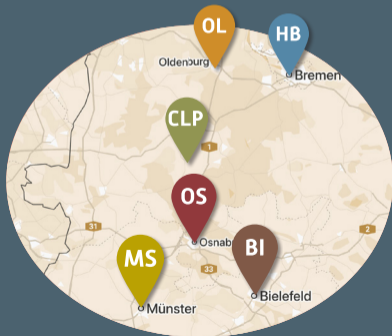 OL
HB
Oldenburg
Bremen
CLP
1
OS
31
Osnab
2
MS
BI
33
Münster
Bielefeld